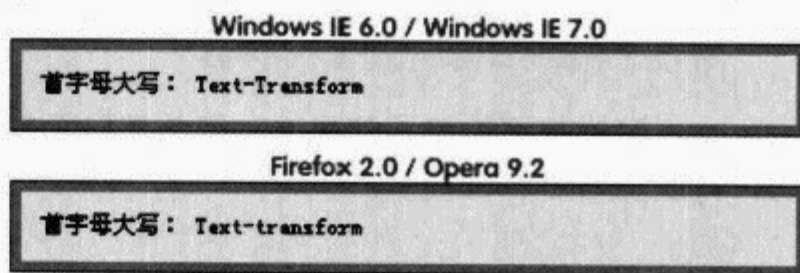 Windows IE 6.0 / Windows IE 7.0
首字母大写： Text-Transform
Firefox 2.0 / Opera 9.2
首字母大写： Text-transform